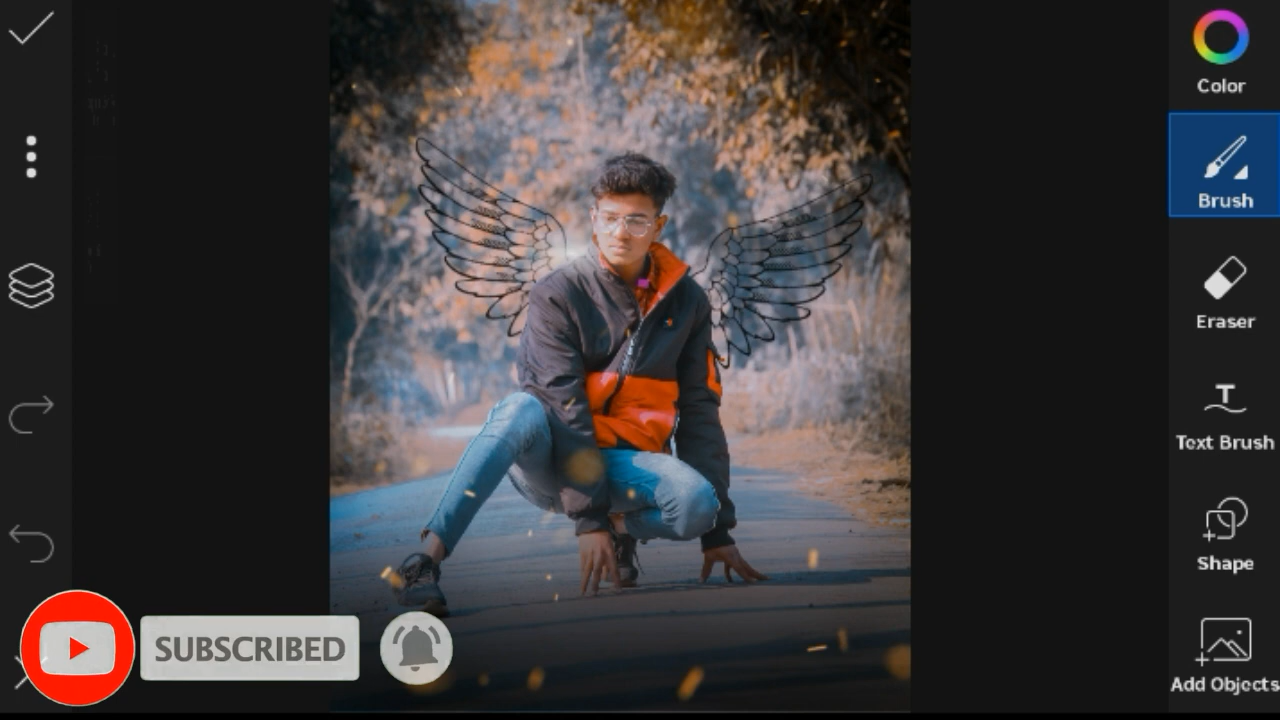 Color
Brush
Eraser
Text Brush
Shape
Add Objects
SUBSCRIBED